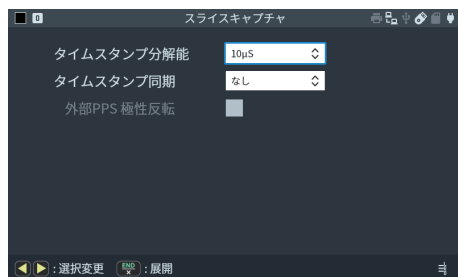 0 スライスキャプチャ
タイムスタンプ分解能 10μS
タイムスタンプ同期 なし
外部PPS 極性反転
:選択変更 END × :展開